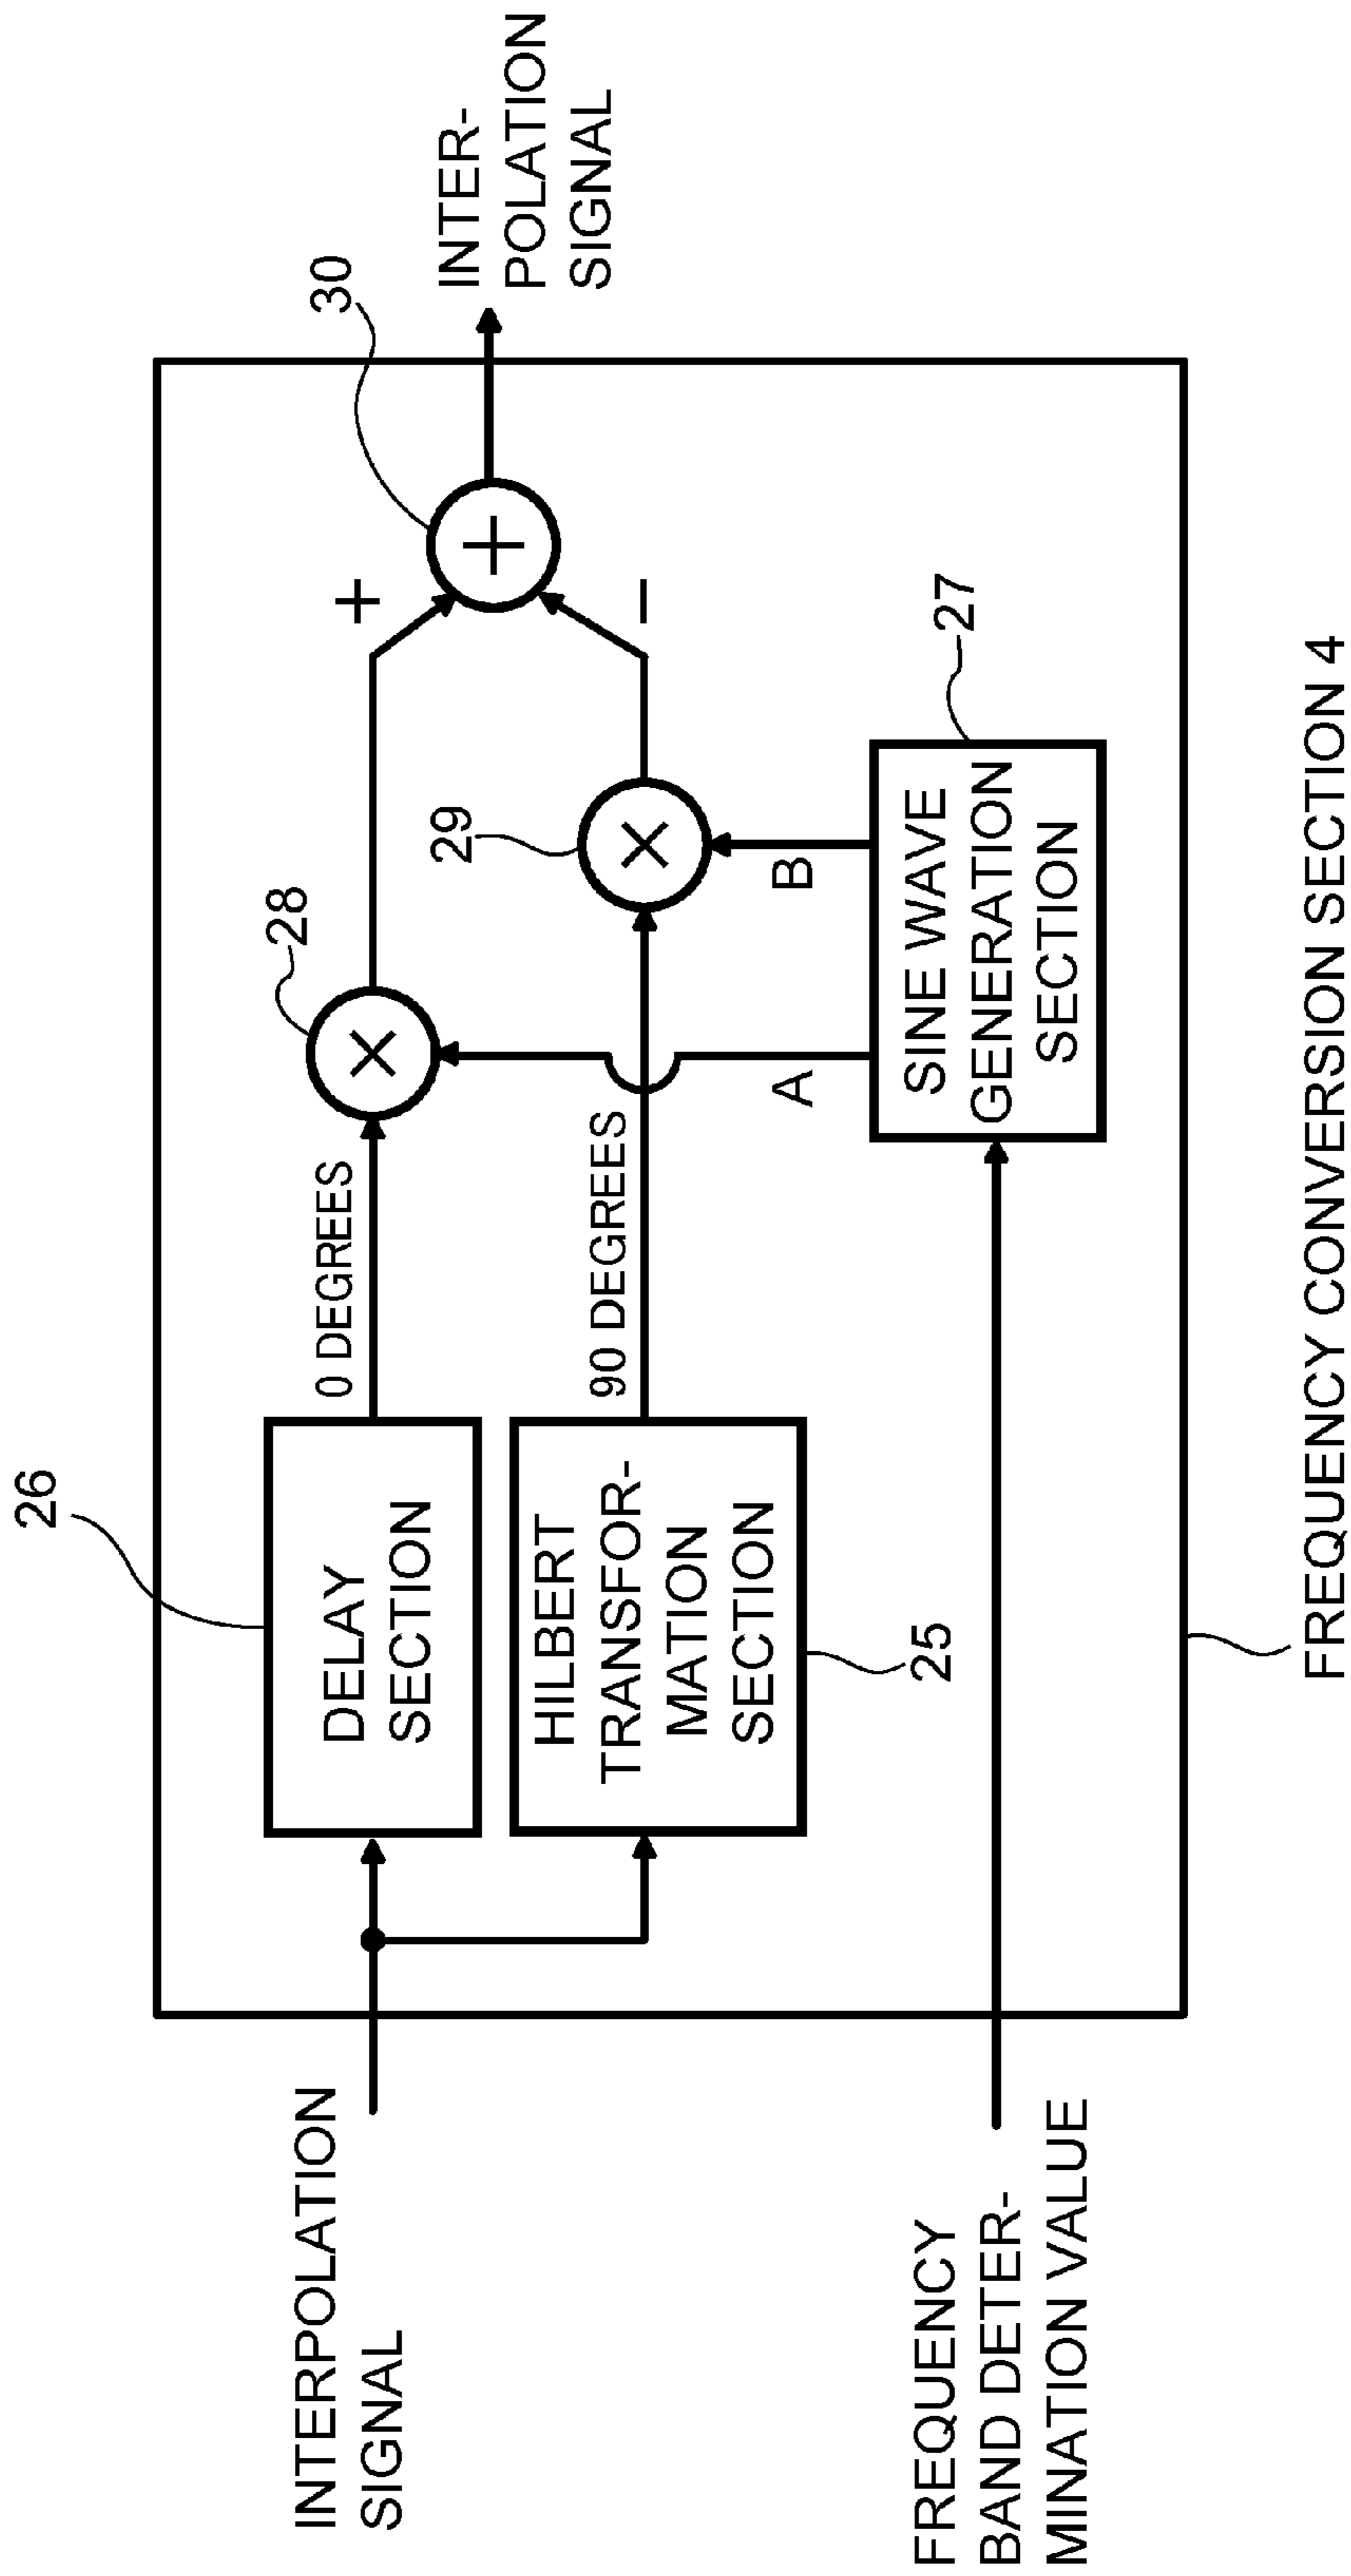 26
30
28
INTERPOLATION
SIGNAL
DELAY
SECTION
0 DEGREES
+
×
+
INTER-
POLATION
SIGNAL
HILBERT
TRANSFOR-
MATION
SECTION
90 DEGREES
29
×
−
25
A
B
27
FREQUENCY
BAND DETER-
MINATION VALUE
SINE WAVE
GENERATION
SECTION
FREQUENCY CONVERSION SECTION 4